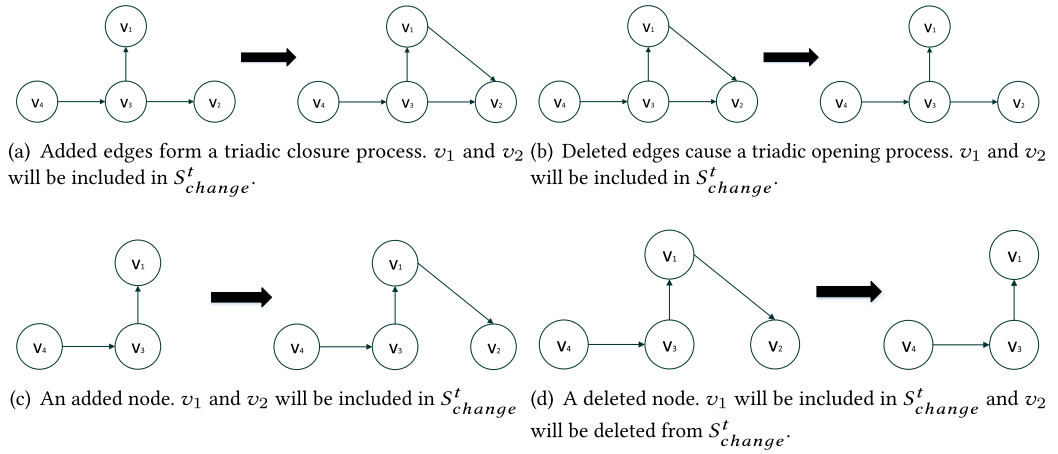 v1
v1
v4
v3
v2
v4
v3
v2
v1
v1
v4
v3
v2
v4
v3
v2
(a) Added edges form a triadic closure process. v1 and v2
will be included in S^t_change.
(b) Deleted edges cause a triadic opening process. v1 and v2
will be included in S^t_change.
v1
v1
v4
v3
v4
v3
v2
v1
v1
v4
v3
v2
v4
v3
(c) An added node. v1 and v2 will be included in S^t_change
(d) A deleted node. v1 will be included in S^t_change and v2
will be deleted from S^t_change.